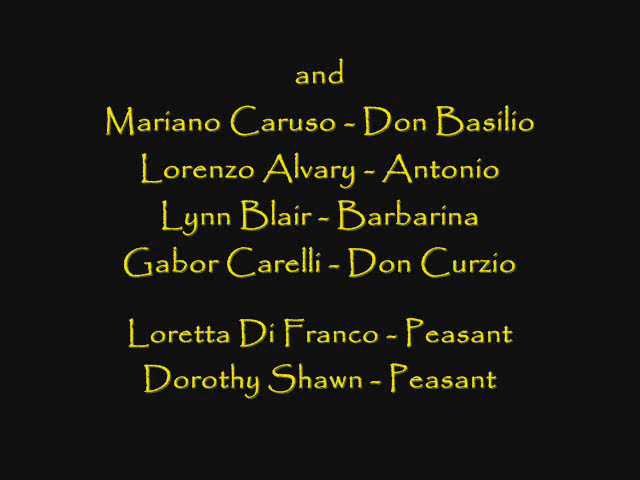 and
Mariano Caruso - Don Basilio
Lorenzo Alvary - Antonio
Lynn Blair - Barbarina
Gabor Carelli - Don Curzio
Loretta Di Franco - Peasant
Dorothy Shawn - Peasant